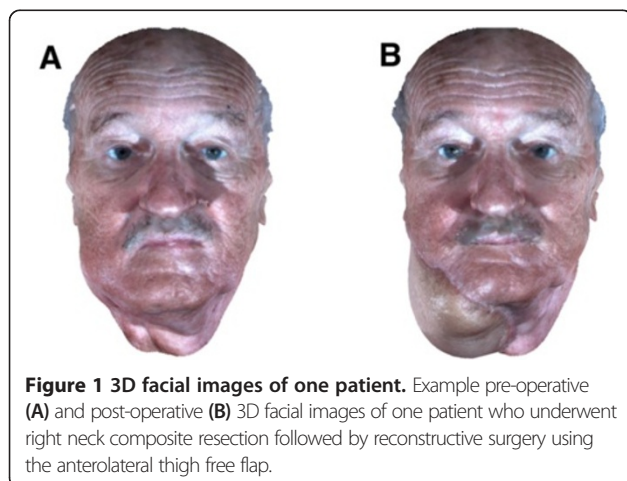 A
B
Figure 1 3D facial images of one patient. Example pre-operative
(A) and post-operative (B) 3D facial images of one patient who underwent
right neck composite resection followed by reconstructive surgery using
the anterolateral thigh free flap.